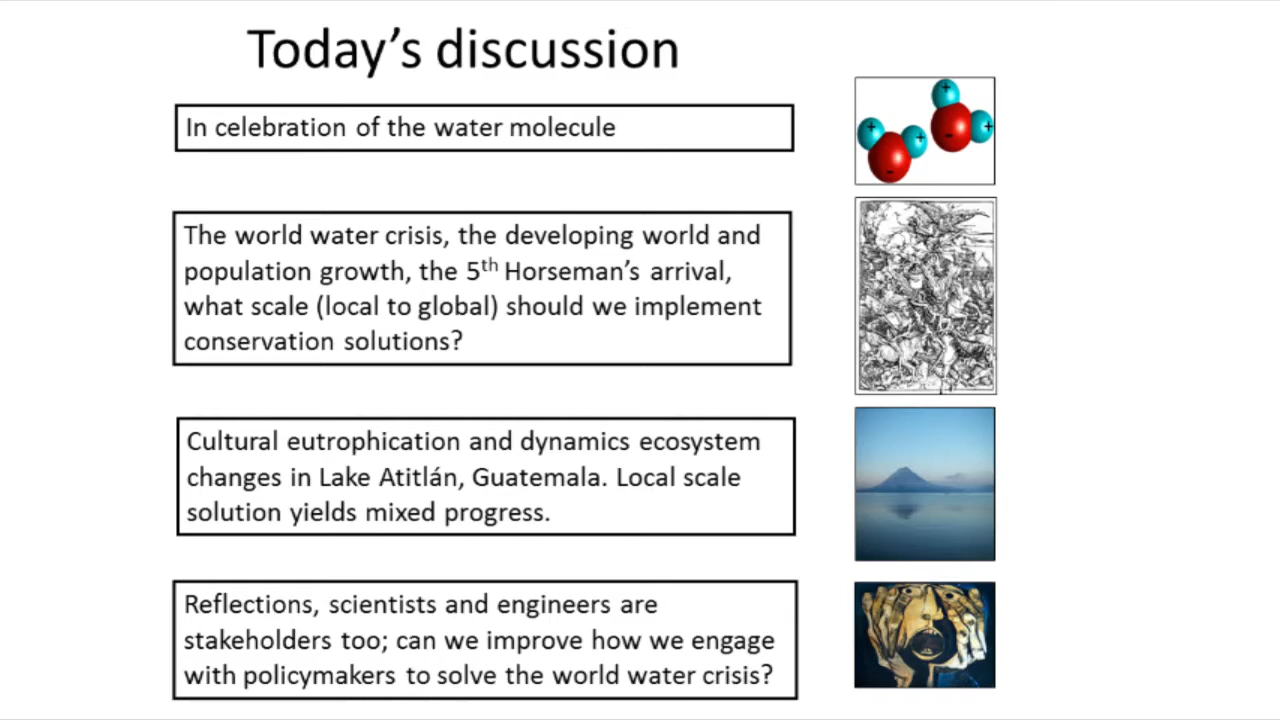 Today's discussion
In celebration of the water molecule
The world water crisis, the developing world and
population growth, the 5th Horseman's arrival,
what scale (local to global) should we implement
conservation solutions?
Cultural eutrophication and dynamics ecosystem
changes in Lake Atitlán, Guatemala. Local scale
solution yields mixed progress.
Reflections, scientists and engineers are
stakeholders too; can we improve how we engage
with policymakers to solve the world water crisis?